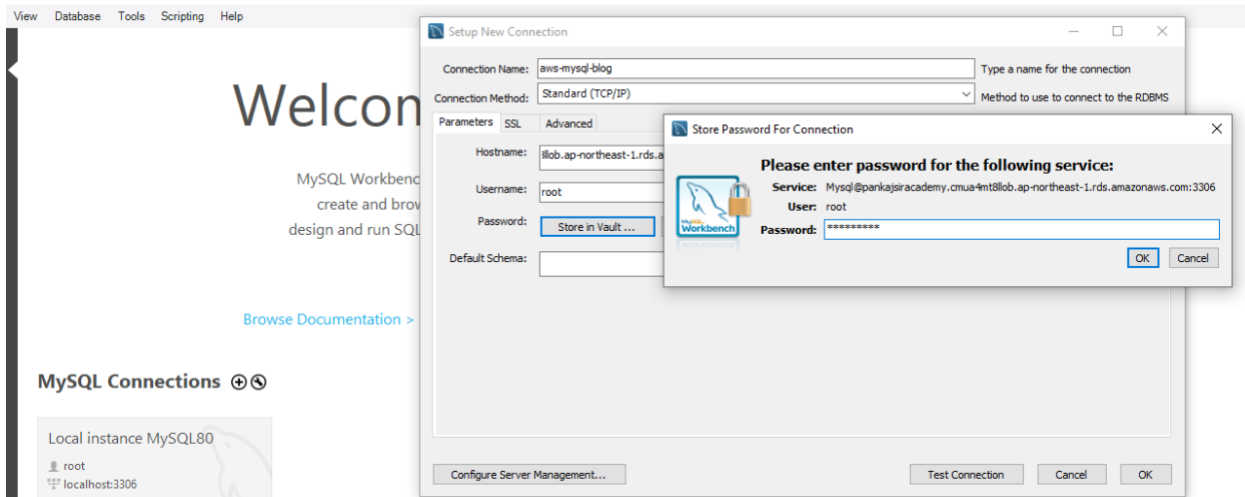 View Database Tools Scripting Help
Welcon
MySQL Workbenc
create and brov
design and run SQL
Browse Documentation >
MySQL Connections
Local instance MySQL80
root
localhost:3306
Setup New Connection
Connection Name: aws-mysql-blog Type a name for the connection
Connection Method: Standard (TCP/IP) Method to use to connect to the RDBMS
Parameters SSL Advanced
Hostname: 8llob.ap-northeast-1.rds.a
Username: root
Password: Store in Vault ...
Default Schema:
Configure Server Management... Test Connection Cancel OK
Store Password For Connection
Please enter password for the following service:
Service: Mysql@pankajsiracademy.cmua4mt8llob.ap-northeast-1.rds.amazonaws.com:3306
User: root
MySQL Workbench
Password: *********
OK Cancel